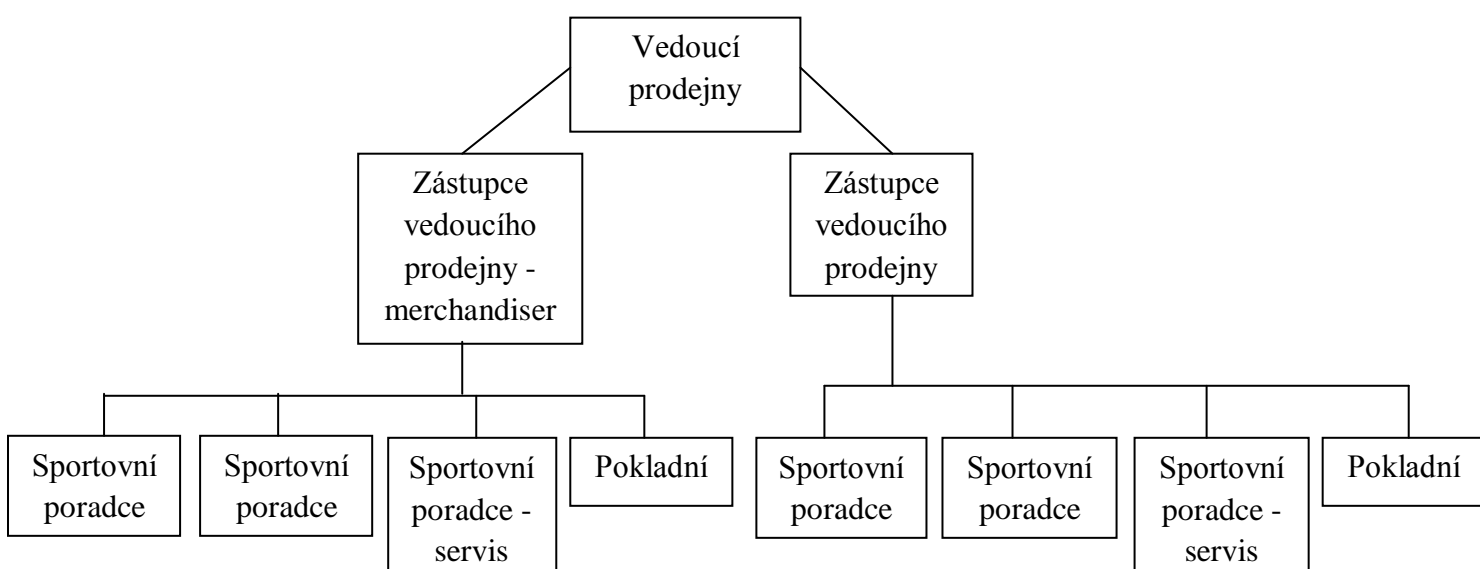 Vedoucí
prodejny
Zástupce
vedoucího
prodejny -
merchandiser
Zástupce
vedoucího
prodejny
Sportovní
poradce
Sportovní
poradce
Sportovní
poradce -
servis
Pokladní
Sportovní
poradce
Sportovní
poradce
Sportovní
poradce -
servis
Pokladní